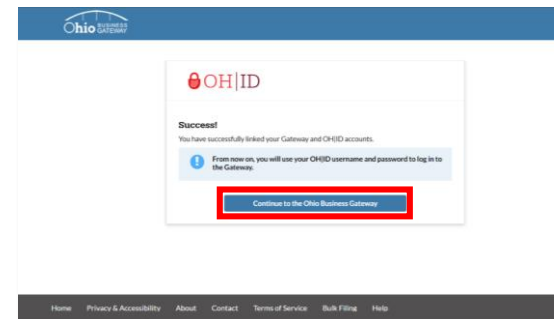 Ohio BUSINESS
GATEWAY
OH|ID
Success!
You have successfully linked your Gateway and OH|ID accounts.
From now on, you will use your OH|ID username and password to log in to
the Gateway.
Continue to the Ohio Business Gateway
Home Privacy & Accessibility About Contact Terms of Service Bulk Filing Help